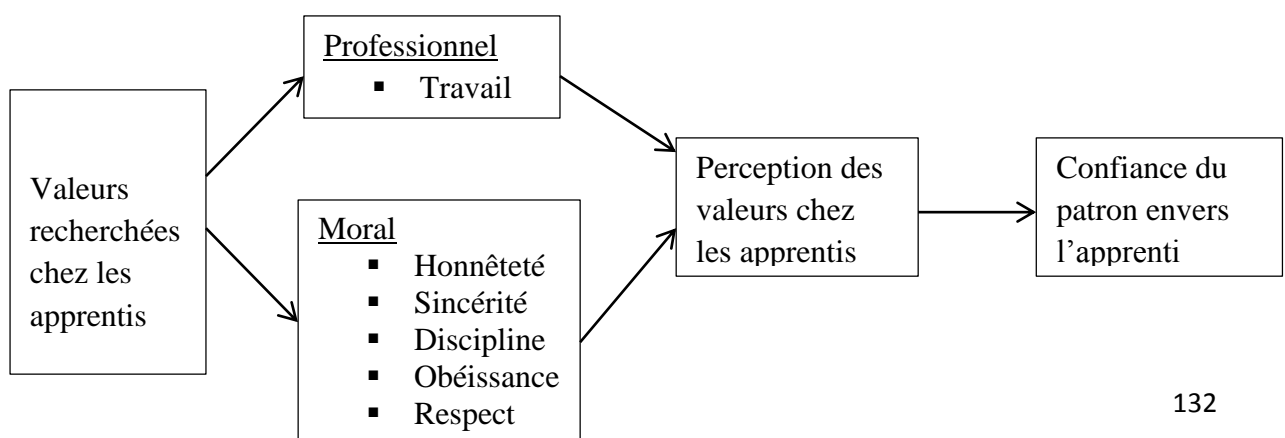 Valeurs
recherchées
chez les
apprentis
Professionnel
▪ Travail
Moral
▪ Honnêteté
▪ Sincérité
▪ Discipline
▪ Obéissance
▪ Respect
Perception des
valeurs chez
les apprentis
Confiance du
patron envers
l’apprenti
132